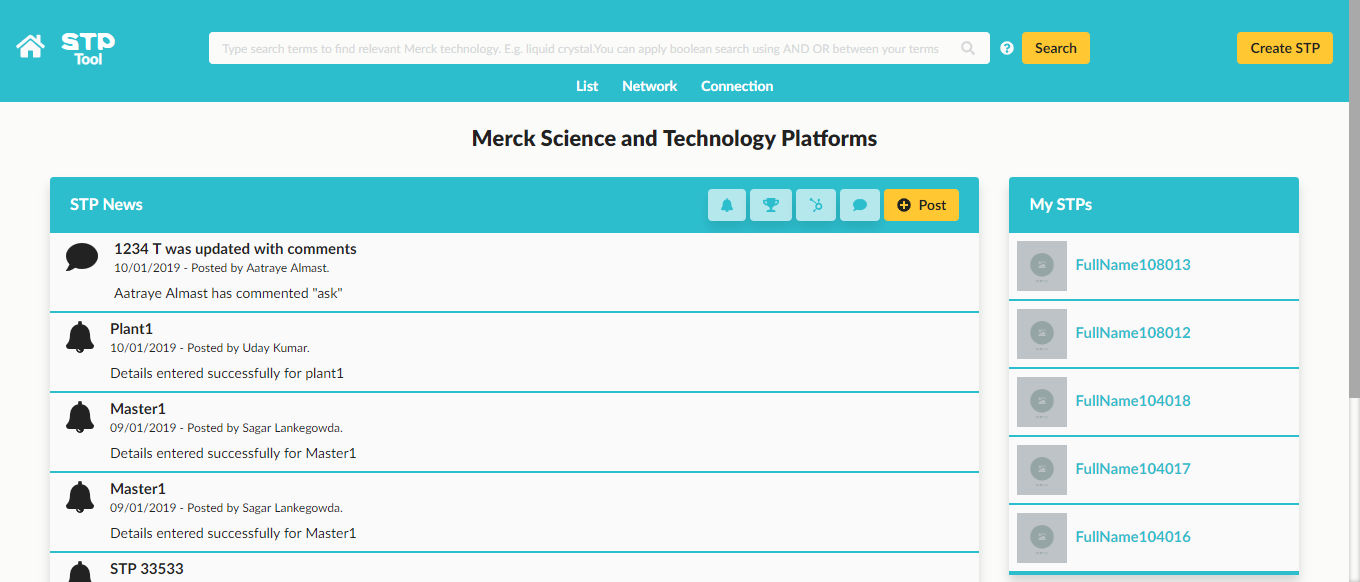 STP
Tool
Type search terms to find relevant Merck technology. E.g. liquid crystal.You can apply boolean search using AND OR between your terms
?
Search
Create STP
List
Network
Connection
Merck Science and Technology Platforms
STP News
Post
1234 T was updated with comments
10/01/2019 - Posted by Aatraye Almast.
Aatraye Almast has commented "ask"
Plant1
10/01/2019 - Posted by Uday Kumar.
Details entered successfully for plant1
Master1
09/01/2019 - Posted by Sagar Lankegowda.
Details entered successfully for Master1
Master1
09/01/2019 - Posted by Sagar Lankegowda.
Details entered successfully for Master1
STP 33533
My STPs
FullName108013
FullName108012
FullName104018
FullName104017
FullName104016